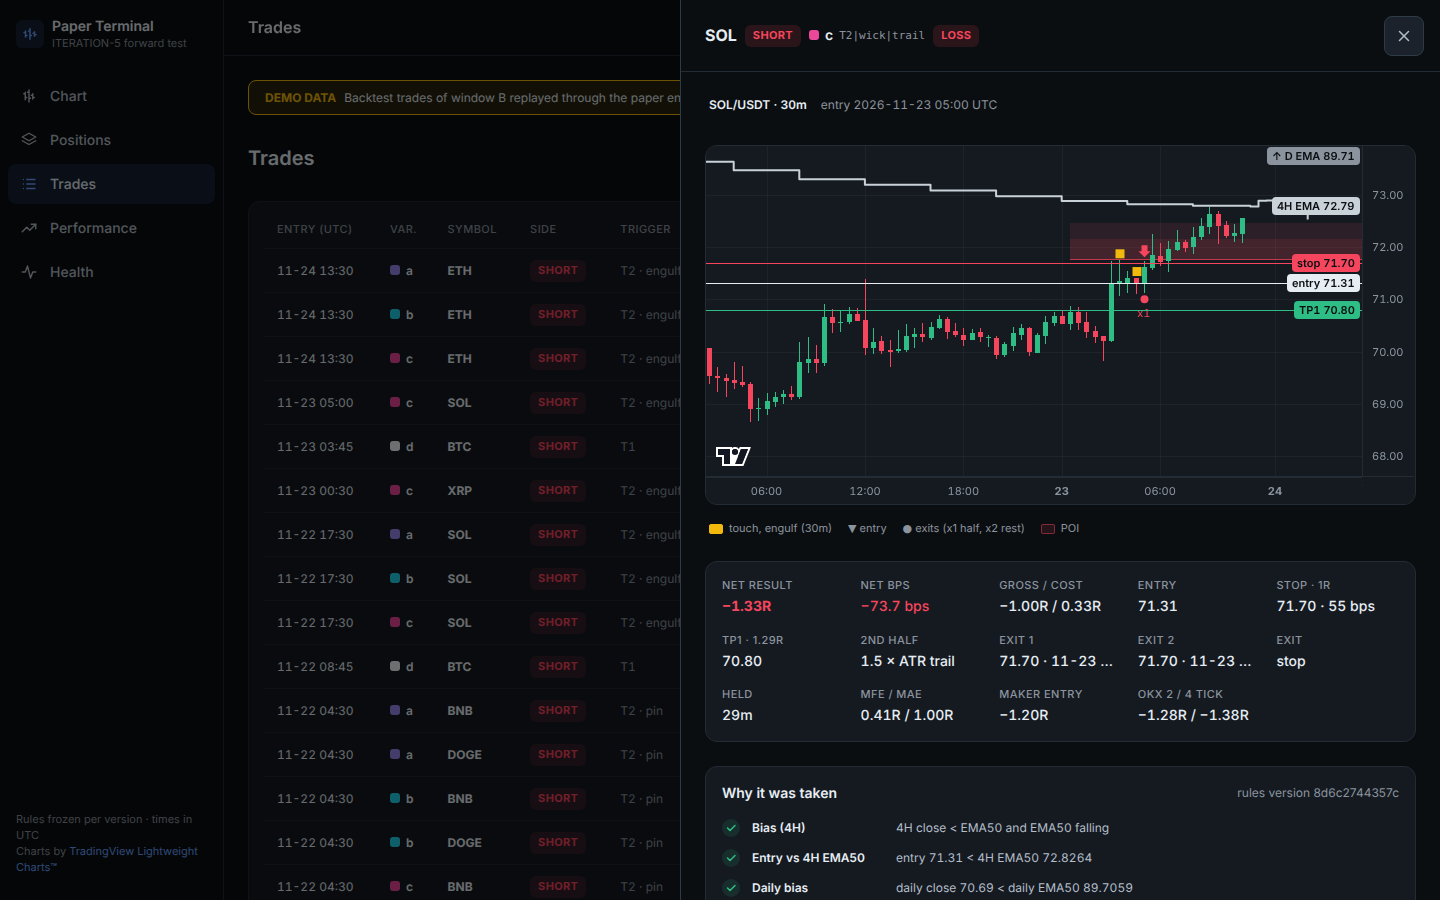 Paper Terminal
ITERATION-5 forward test
Chart
Positions
Trades
Performance
Health
Rules frozen per version · times in
UTC
Charts by TradingView Lightweight
Charts™
Trades
DEMO DATA Backtest trades of window B replayed through the paper en
Trades
ENTRY (UTC) VAR. SYMBOL SIDE TRIGGER
11-24 13:30 a ETH SHORT T2 · engulf
11-24 13:30 b ETH SHORT T2 · engulf
11-24 13:30 c ETH SHORT T2 · engulf
11-23 05:00 c SOL SHORT T2 · engulf
11-23 03:45 d BTC SHORT T1
11-23 00:30 c XRP SHORT T2 · engulf
11-22 17:30 a SOL SHORT T2 · engulf
11-22 17:30 b SOL SHORT T2 · engulf
11-22 17:30 c SOL SHORT T2 · engulf
11-22 08:45 d BTC SHORT T1
11-22 04:30 a BNB SHORT T2 · pin
11-22 04:30 a DOGE SHORT T2 · pin
11-22 04:30 b BNB SHORT T2 · pin
11-22 04:30 b DOGE SHORT T2 · pin
11-22 04:30 c BNB SHORT T2 · pin
SOL SHORT c T2|wick|trail LOSS
SOL/USDT · 30m entry 2026-11-23 05:00 UTC
↑ D EMA 89.71
73.00
4H EMA 72.79
72.00
stop 71.70
entry 71.31
71.00
TP1 70.80
x1
70.00
69.00
68.00
06:00 12:00 18:00 23 06:00 24
touch, engulf (30m) ▼ entry ● exits (x1 half, x2 rest) POI
NET RESULT NET BPS GROSS / COST ENTRY STOP · 1R
−1.33R −73.7 bps −1.00R / 0.33R 71.31 71.70 · 55 bps
TP1 · 1.29R 2ND HALF EXIT 1 EXIT 2 EXIT
70.80 1.5 × ATR trail 71.70 · 11-23 ... 71.70 · 11-23 ... stop
HELD MFE / MAE MAKER ENTRY OKX 2 / 4 TICK
29m 0.41R / 1.00R −1.20R −1.28R / −1.38R
Why it was taken rules version 8d6c2744357c
Bias (4H) 4H close < EMA50 and EMA falling
Entry vs 4H EMA50 entry 71.31 < 4H EMA50 72.8264
Daily bias daily close 70.69 < daily EMA50 89.7059